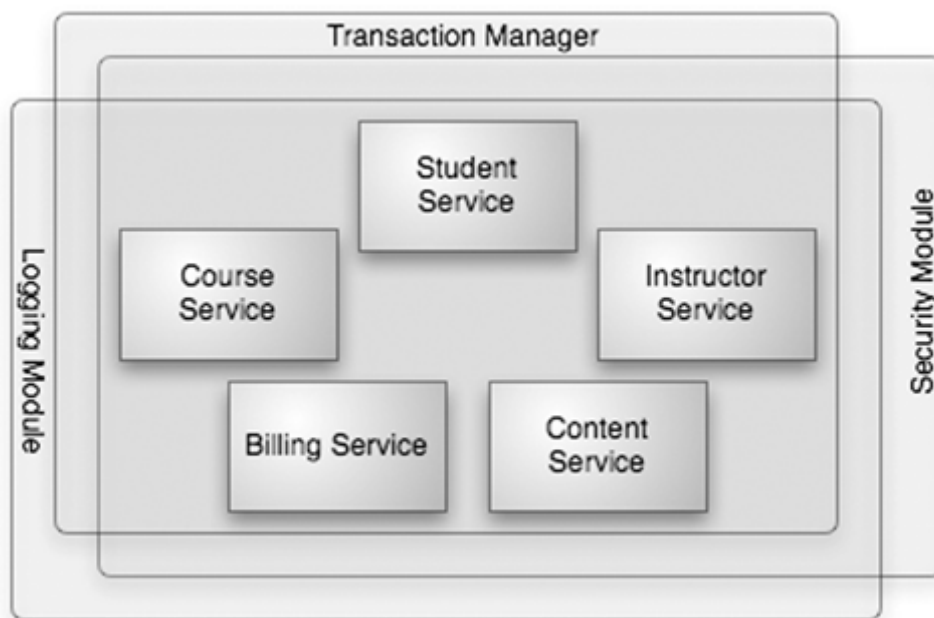 Transaction Manager
Student
Service
Course
Service
Instructor
Service
Logging Module
Security Module
Billing Service
Content
Service